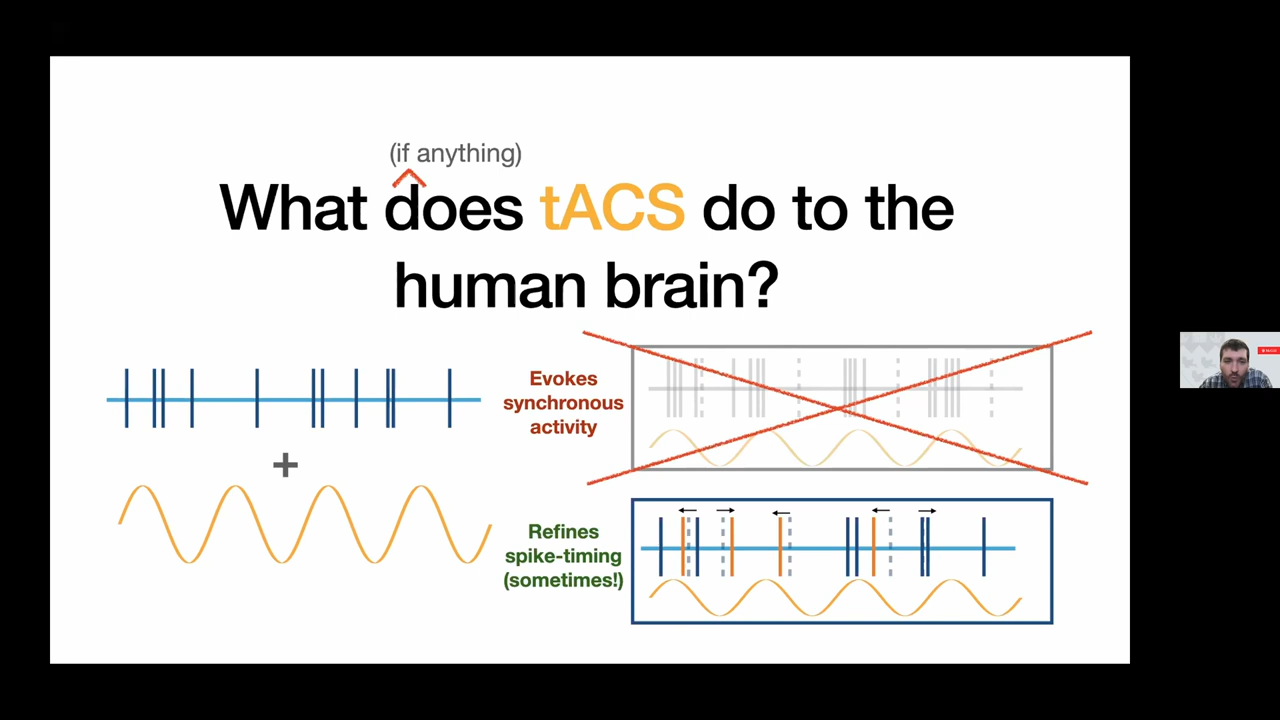 (if anything)
What does tACS do to the
human brain?
Evokes
synchronous
activity
+
Refines
spike-timing
(sometimes!)